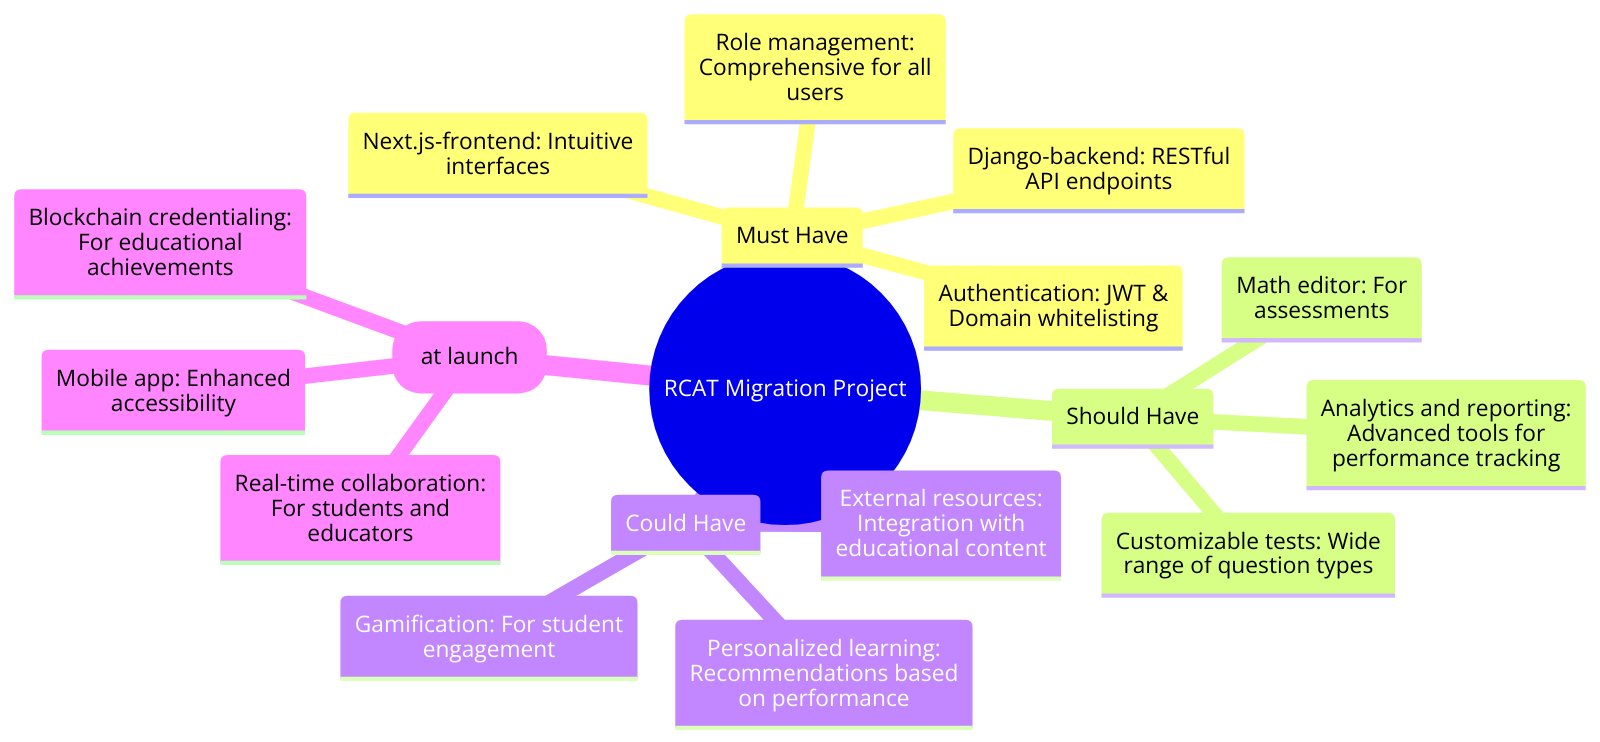 Role management:
Comprehensive for all
users
Next.js-frontend: Intuitive
interfaces
Django-backend: RESTful
API endpoints
Must Have
Authentication: JWT &
Domain whitelisting
Blockchain credentialing:
For educational
achievements
at launch
Mobile app: Enhanced
accessibility
Real-time collaboration:
For students and
educators
RCAT Migration Project
Math editor: For
assessments
Should Have
Analytics and reporting:
Advanced tools for
performance tracking
Customizable tests: Wide
range of question types
Could Have
External resources:
Integration with
educational content
Gamification: For student
engagement
Personalized learning:
Recommendations based
on performance